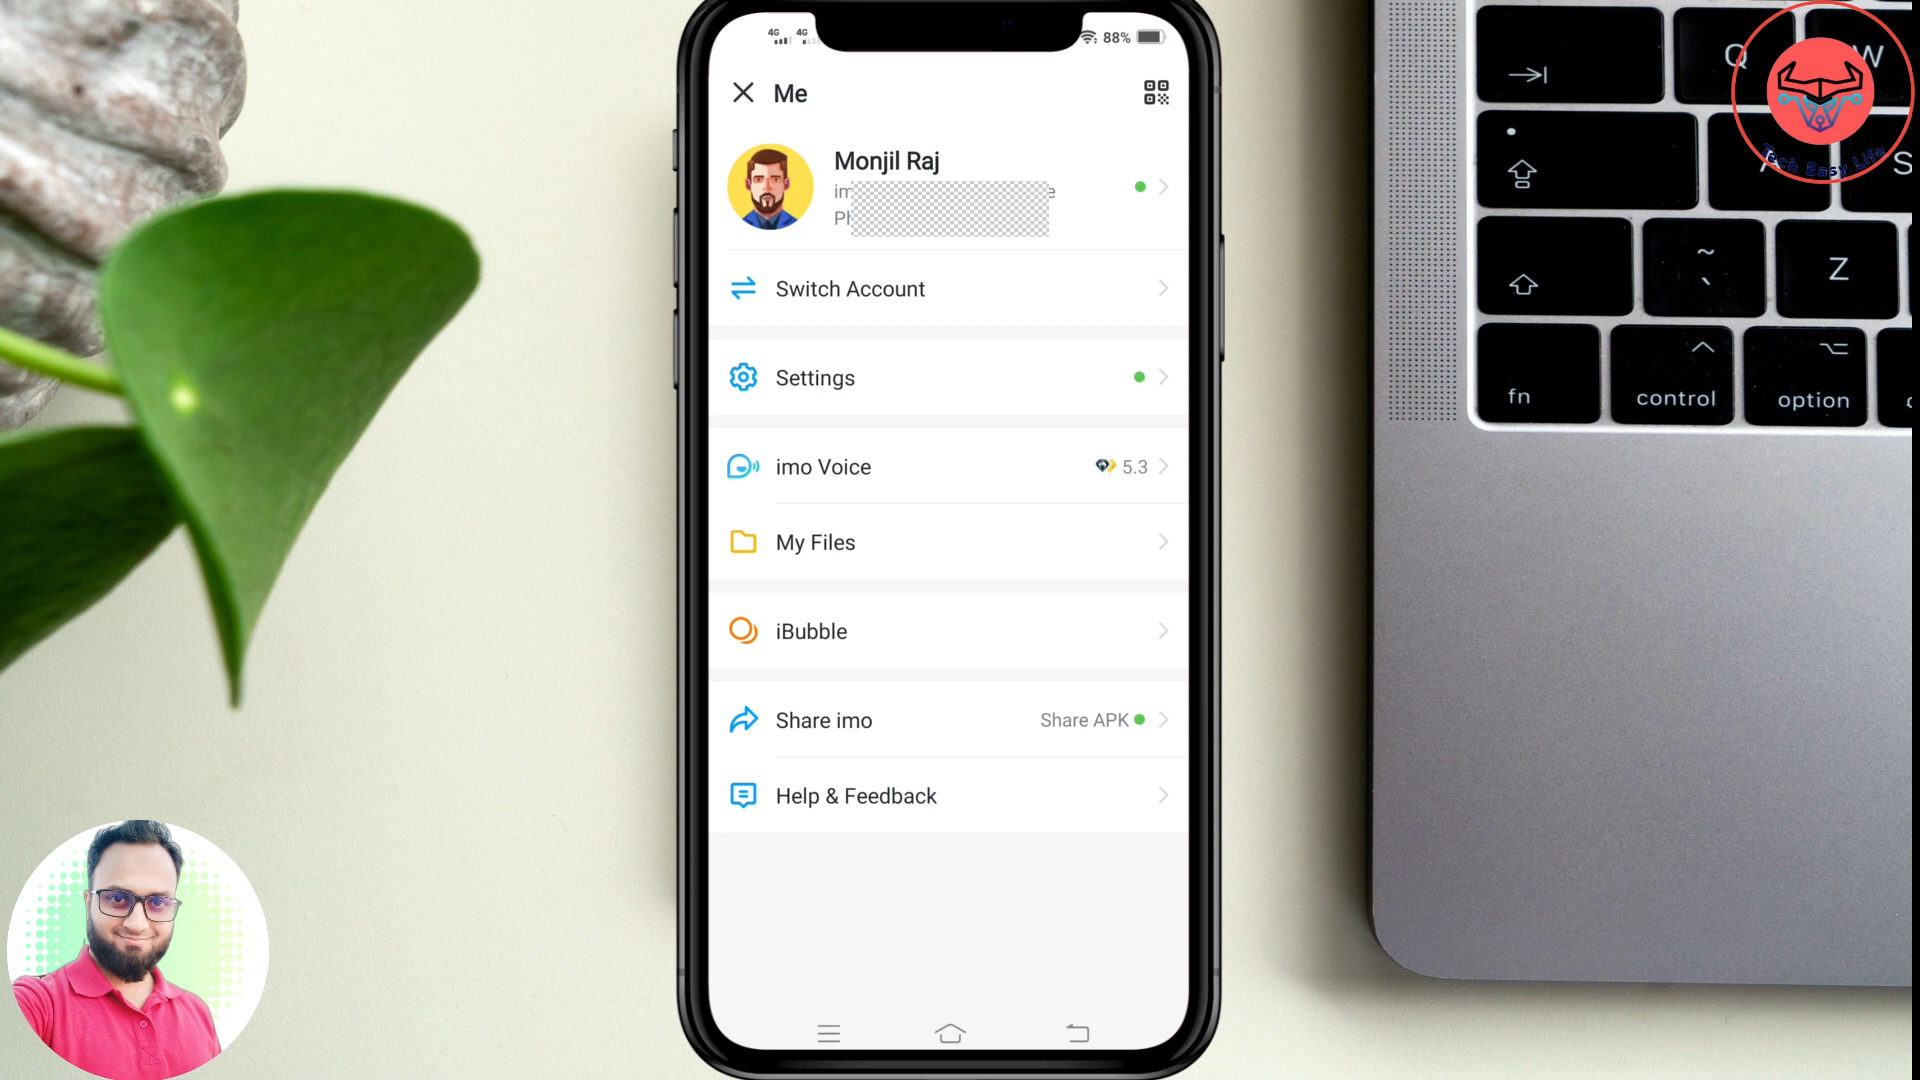 4G 4G 88%
Me
Monjil Raj
im e
Ph
Switch Account
Settings
imo Voice 5.3
My Files
iBubble
Share imo Share APK
Help & Feedback
Q W
A S
~ Z
`
fn control option
Tech Easy Life